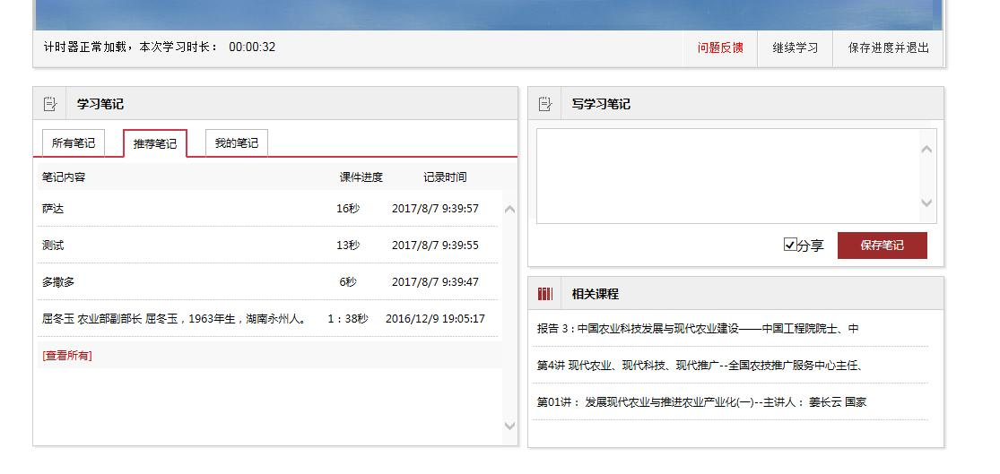 计时器正常加载，本次学习时长： 00:00:32
问题反馈 继续学习 保存进度并退出
学习笔记
所有笔记 推荐笔记 我的笔记
笔记内容 课件进度 记录时间
萨达 16秒 2017/8/7 9:39:57
测试 13秒 2017/8/7 9:39:55
多撒多 6秒 2017/8/7 9:39:47
屈冬玉 农业部副部长 屈冬玉，1963年生，湖南永州人。 1：38秒 2016/12/9 19:05:17
[查看所有]
写学习笔记
分享 保存笔记
相关课程
报告 3：中国农业科技发展与现代农业建设——中国工程院院士、中
第4讲 现代农业、现代科技、现代推广--全国农技推广服务中心主任、
第01讲： 发展现代农业与推进农业产业化(一)--主讲人： 姜长云 国家